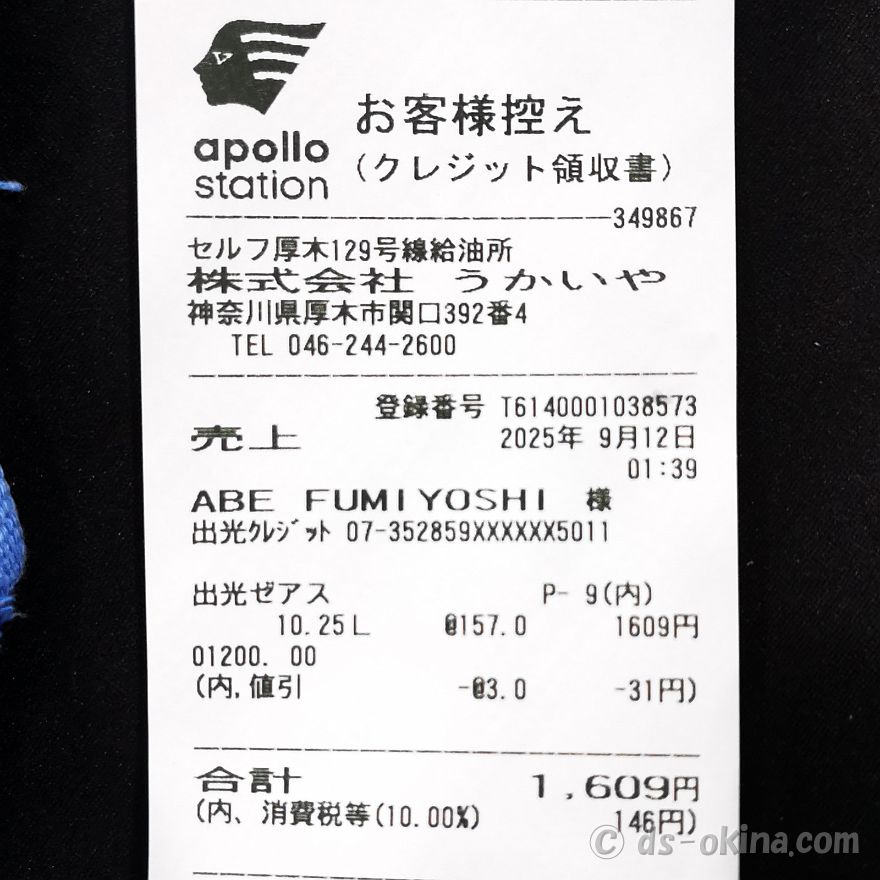 apollo
station
お客様控え
(クレジット領収書)
349867
セルフ厚木129号線給油所
株式会社 うかいや
神奈川県厚木市関口392番4
TEL 046-244-2600
登録番号 T6140001038573
売上 2025年 9月12日
01:39
ABE FUMIYOSHI 様
出光ｸﾚｼﾞｯﾄ 07-352859XXXXXX5011
出光ゼアス P- 9(内)
10.25L @157.0 1609円
01200. 00
(内,値引 -@3.0 -31円)
合計 1,609円
(内、消費税等(10.00%) 146円)
© ds-okina.com